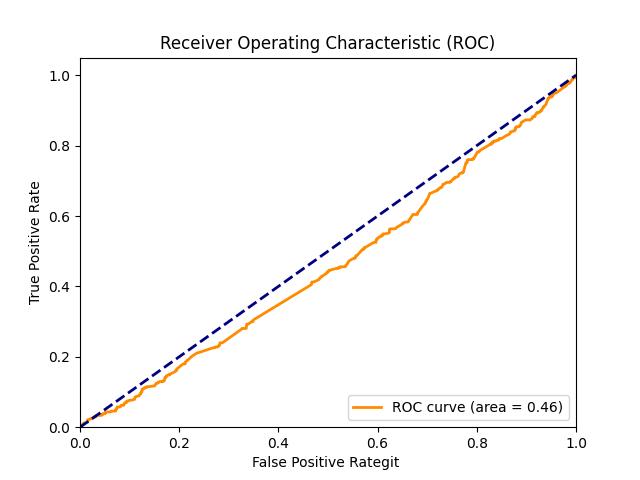 Receiver Operating Characteristic (ROC)
True Positive Rate
1.0
0.8
0.6
0.4
0.2
0.0
0.0 0.2 0.4 0.6 0.8 1.0
False Positive Rategit
ROC curve (area = 0.46)